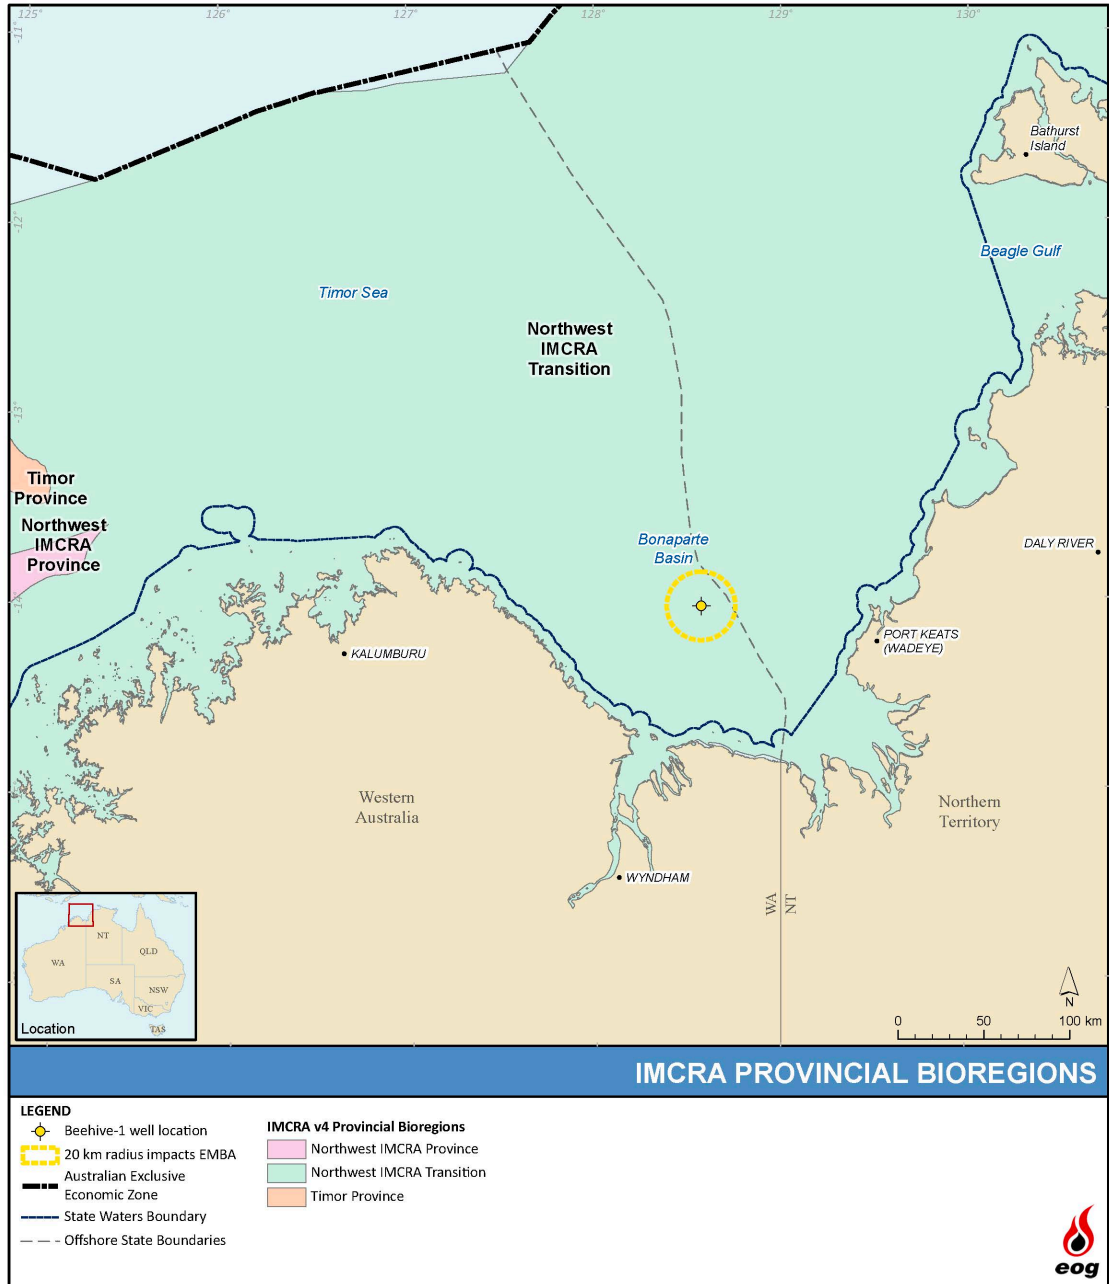 125°
126°
127°
128°
129°
130°
-11°
-12°
-13°
-14°
Bathurst
Island
Beagle Gulf
Timor Sea
Northwest
IMCRA
Transition
Timor
Province
Northwest
IMCRA
Province
Bonaparte
Basin
DALY RIVER
PORT KEATS
(WADEYE)
KALUMBURU
Western
Australia
Northern
Territory
WYNDHAM
WA
NT
NT
WA
QLD
SA
NSW
VIC
TAS
Location
N
0 50 100 km
IMCRA PROVINCIAL BIOREGIONS
LEGEND
Beehive-1 well location
20 km radius impacts EMBA
Australian Exclusive
Economic Zone
State Waters Boundary
Offshore State Boundaries
IMCRA v4 Provincial Bioregions
Northwest IMCRA Province
Northwest IMCRA Transition
Timor Province
eog